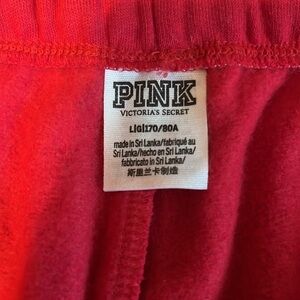 PINK
VICTORIA'S SECRET
L|G|170/80A
made in Sri Lanka/fabriqué au
Sri Lanka/hecho en Sri Lanka/
fabbricato in Sri Lanka/
斯里兰卡制造